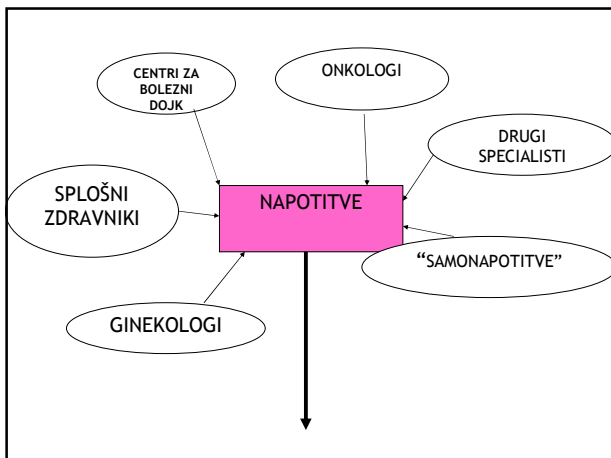 CENTRI ZA
BOLEZNI
DOJK
ONKOLOGI
DRUGI
SPECIALISTI
SPLOŠNI
ZDRAVNIKI
NAPOTITVE
“SAMONAPOTITVE”
GINEKOLOGI